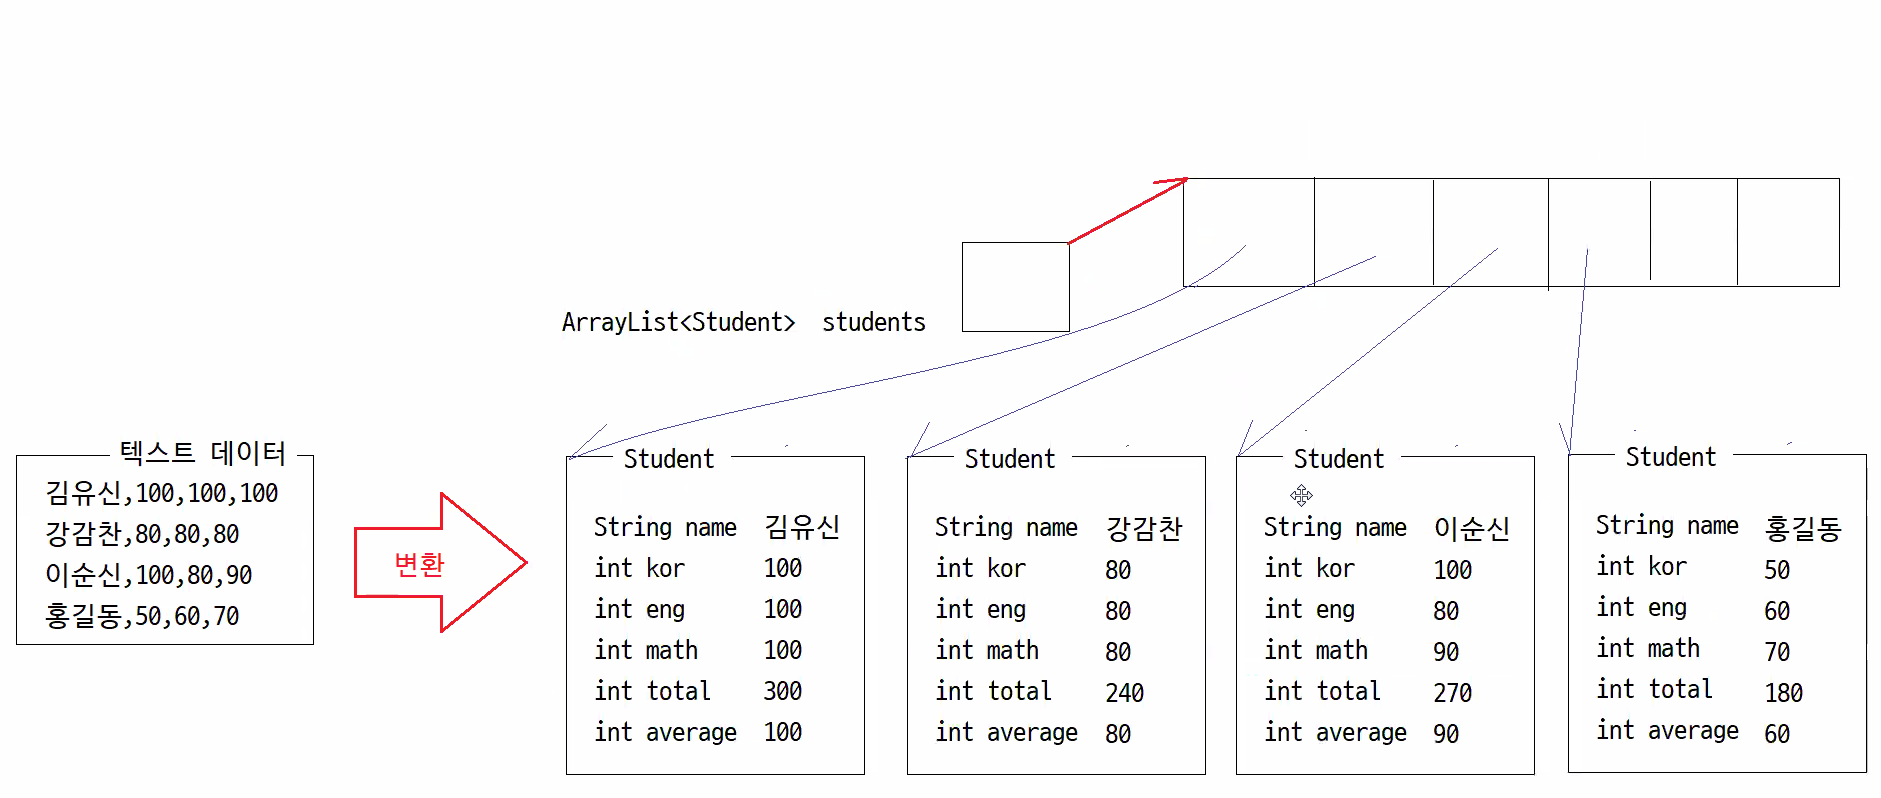 ArrayList<Student> students
텍스트 데이터
김유신,100,100,100
강감찬,80,80,80
이순신,100,80,90
홍길동,50,60,70
변환
Student
String name 김유신
int kor 100
int eng 100
int math 100
int total 300
int average 100
Student
String name 강감찬
int kor 80
int eng 80
int math 80
int total 240
int average 80
Student
String name 이순신
int kor 100
int eng 80
int math 90
int total 270
int average 90
Student
String name 홍길동
int kor 50
int eng 60
int math 70
int total 180
int average 60